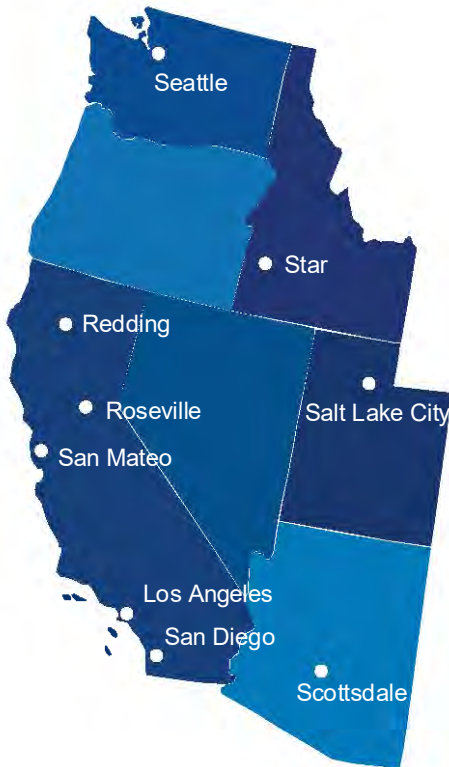 Seattle
Star
Redding
Roseville
Salt Lake City
San Mateo
Los Angeles
San Diego
Scottsdale